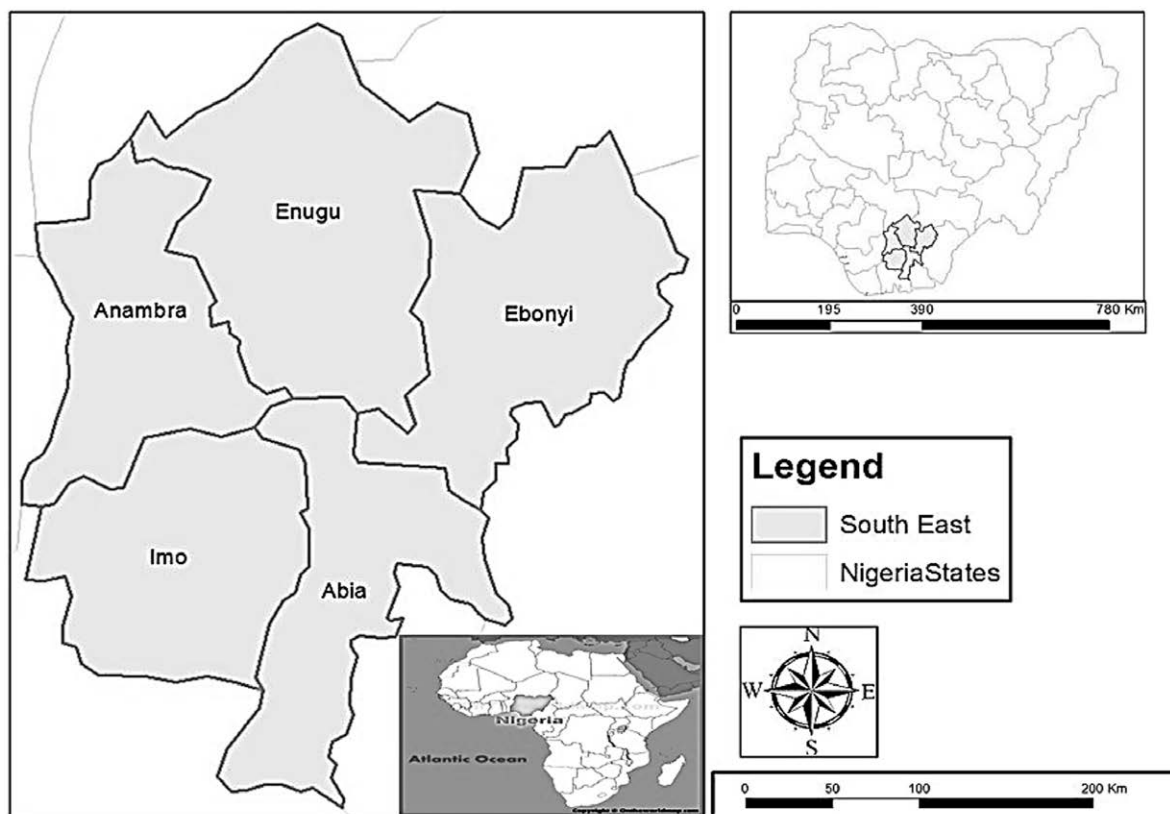 Enugu
Anambra
Ebonyi
Imo
Abia
Nigeria
Atlantic Ocean
0 195 390 780 Km
Legend
South East
NigeriaStates
N
W E
S
0 50 100 200 Km